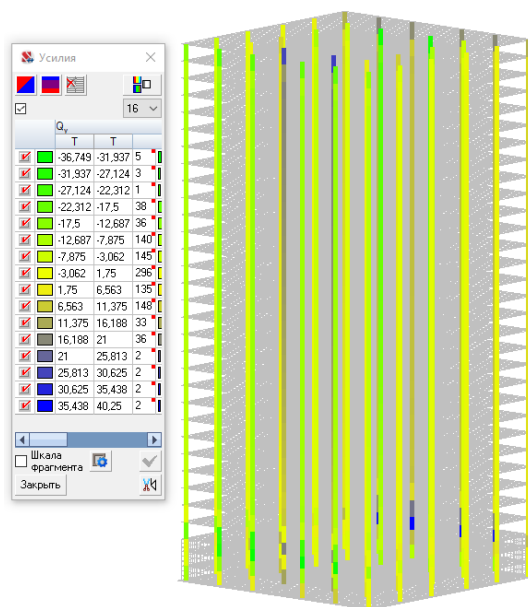 Усилия
16
Qy
Т Т
-36,749 -31,937 5
-31,937 -27,124 3
-27,124 -22,312 1
-22,312 -17,5 38
-17,5 -12,687 36
-12,687 -7,875 140
-7,875 -3,062 145
-3,062 1,75 296
1,75 6,563 135
6,563 11,375 148
11,375 16,188 33
16,188 21 36
21 25,813 2
25,813 30,625 2
30,625 35,438 2
35,438 40,25 2
Шкала
фрагмента
Закрыть